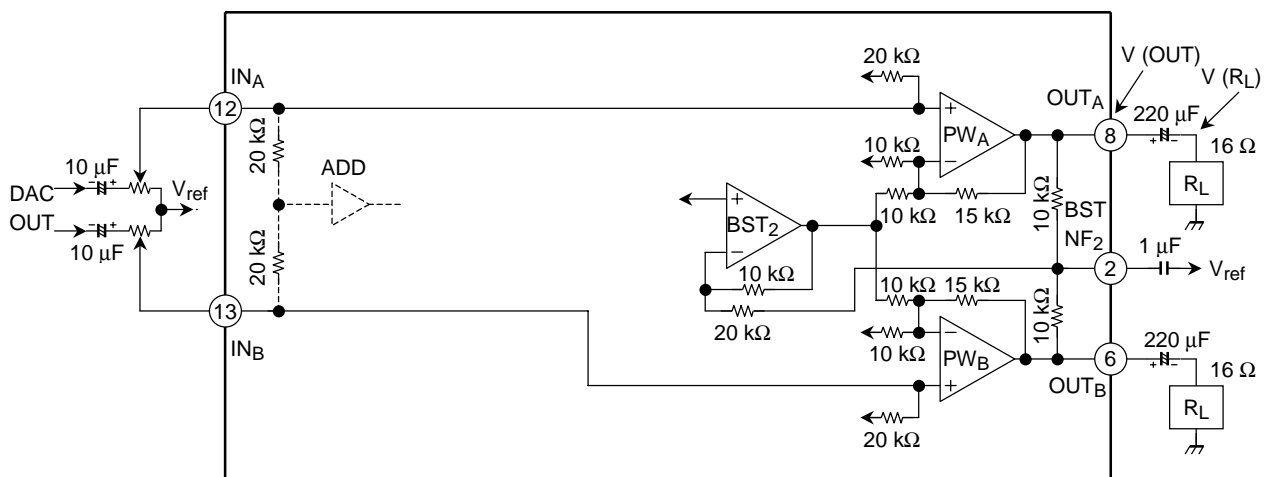 20 kΩ
V (OUT)
V (RL)
INA
OUTA
12
+
PWA
−
8
220 μF
+ −
16 Ω
RL
20 kΩ
10 kΩ
10 μF
− +
DAC
Vref
ADD
OUT
− +
10 μF
10 kΩ
15 kΩ
10 kΩ
BST
+
BST2
−
NF2
2
1 μF
Vref
20 kΩ
10 kΩ
20 kΩ
10 kΩ
15 kΩ
10 kΩ
13
INB
10 kΩ
−
PWB
+
6
OUTB
220 μF
+ −
16 Ω
RL
20 kΩ